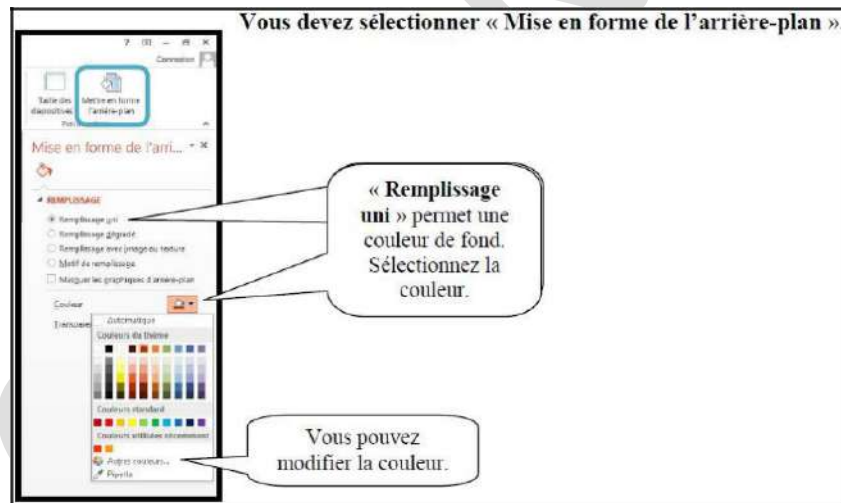 Vous devez sélectionner « Mise en forme de l'arrière-plan ».
Connexion
Taille des
diapositives
Mettre en forme
l'arrière-plan
Mise en forme de l'arri...
REMPLISSAGE
Remplissage uni
Remplissage dégradé
Remplissage avec image ou texture
Motif de remplissage
Masquer les graphiques d'arrière-plan
Couleur
Automatique
Couleurs du thème
Couleurs standard
Couleurs utilisées récemment
Autres couleurs...
Pipette
« Remplissage
uni » permet une
couleur de fond.
Sélectionnez la
couleur.
Vous pouvez
modifier la couleur.